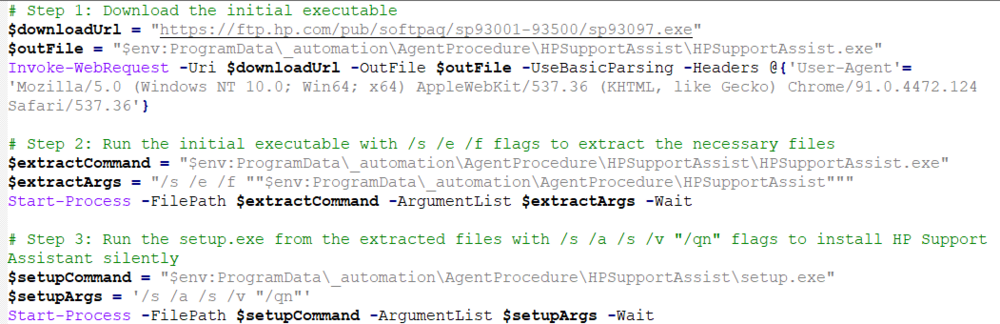 # Step 1: Download the initial executable
$downloadUrl = "https://ftp.hp.com/pub/softpaq/sp93001-93500/sp93097.exe"
$outFile = "$env:ProgramData\_automation\AgentProcedure\HPSupportAssist\HPSupportAssist.exe"
Invoke-WebRequest -Uri $downloadUrl -OutFile $outFile -UseBasicParsing -Headers @{'User-Agent'=
'Mozilla/5.0 (Windows NT 10.0; Win64; x64) AppleWebKit/537.36 (KHTML, like Gecko) Chrome/91.0.4472.124
Safari/537.36'}
# Step 2: Run the initial executable with /s /e /f flags to extract the necessary files
$extractCommand = "$env:ProgramData\_automation\AgentProcedure\HPSupportAssist\HPSupportAssist.exe"
$extractArgs = "/s /e /f ""$env:ProgramData\_automation\AgentProcedure\HPSupportAssist"""
Start-Process -FilePath $extractCommand -ArgumentList $extractArgs -Wait
# Step 3: Run the setup.exe from the extracted files with /s /a /s /v "/qn" flags to install HP Support
Assistant silently
$setupCommand = "$env:ProgramData\_automation\AgentProcedure\HPSupportAssist\setup.exe"
$setupArgs = '/s /a /s /v "/qn"'
Start-Process -FilePath $setupCommand -ArgumentList $setupArgs -Wait